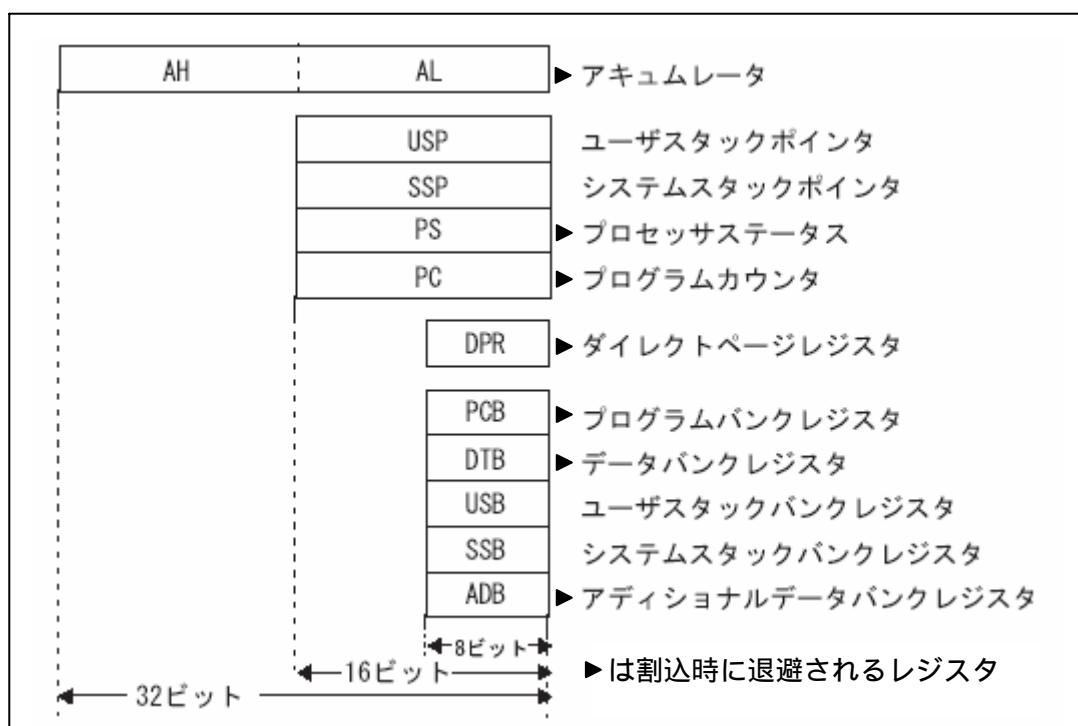 AH AL ▶アキュムレータ
USP ユーザスタックポインタ
SSP システムスタックポインタ
PS ▶プロセッサステータス
PC ▶プログラムカウンタ
DPR ▶ダイレクトページレジスタ
PCB ▶プログラムバンクレジスタ
DTB ▶データバンクレジスタ
USB ユーザスタックバンクレジスタ
SSB システムスタックバンクレジスタ
ADB ▶アディショナルデータバンクレジスタ
8ビット
16ビット ▶は割込時に退避されるレジスタ
32ビット